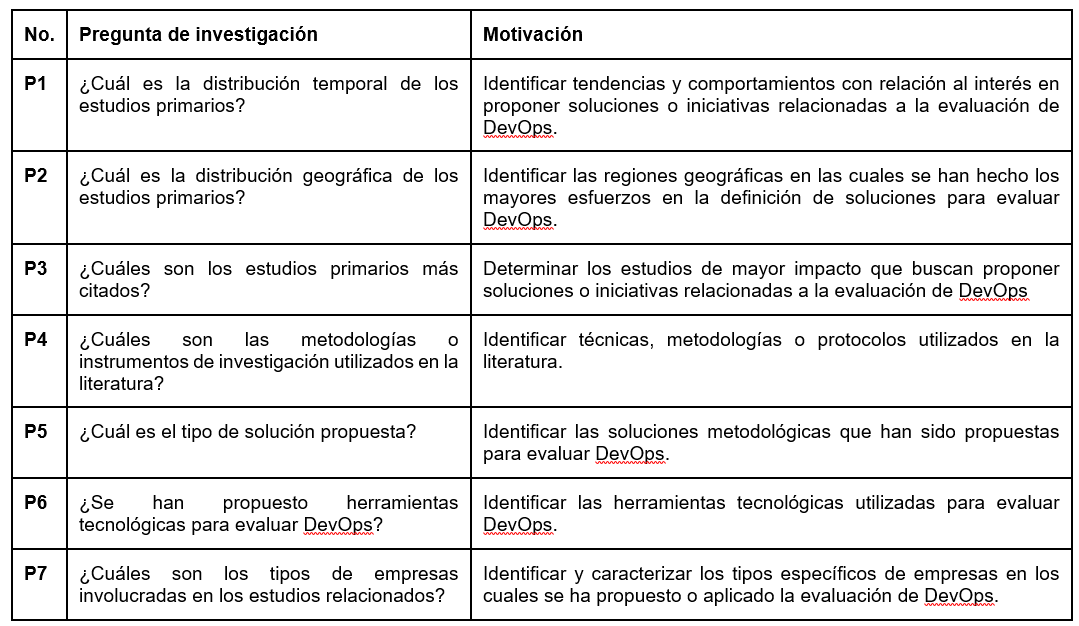 No. Pregunta de investigación Motivación
P1 ¿Cuál es la distribución temporal de los
estudios primarios?
Identificar tendencias y comportamientos con relación al interés en
proponer soluciones o iniciativas relacionadas a la evaluación de
DevOps.
P2 ¿Cuál es la distribución geográfica de los
estudios primarios?
Identificar las regiones geográficas en las cuales se han hecho los
mayores esfuerzos en la definición de soluciones para evaluar
DevOps.
P3 ¿Cuáles son los estudios primarios más
citados?
Determinar los estudios de mayor impacto que buscan proponer
soluciones o iniciativas relacionadas a la evaluación de DevOps
P4 ¿Cuáles son las metodologías o
instrumentos de investigación utilizados en la
literatura?
Identificar técnicas, metodologías o protocolos utilizados en la
literatura.
P5 ¿Cuál es el tipo de solución propuesta?
Identificar las soluciones metodológicas que han sido propuestas
para evaluar DevOps.
P6 ¿Se han propuesto herramientas
tecnológicas para evaluar DevOps?
Identificar las herramientas tecnológicas utilizadas para evaluar
DevOps.
P7 ¿Cuáles son los tipos de empresas
involucradas en los estudios relacionados?
Identificar y caracterizar los tipos específicos de empresas en los
cuales se ha propuesto o aplicado la evaluación de DevOps.